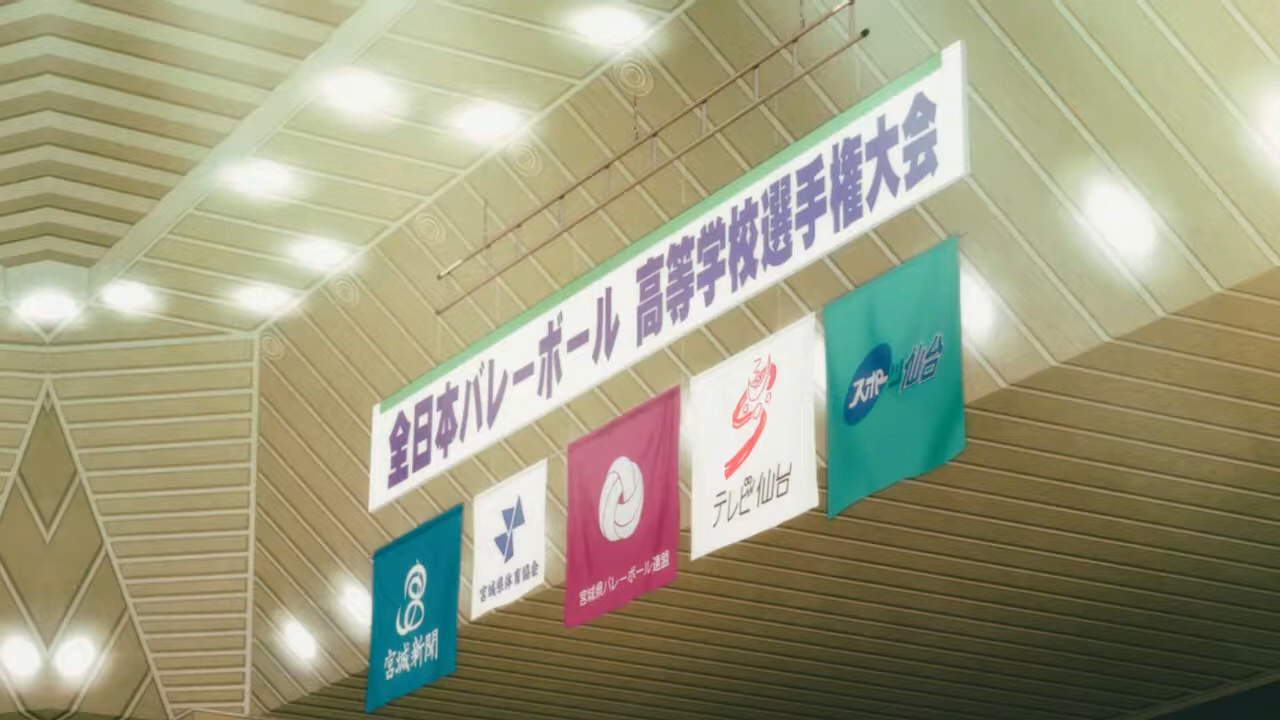 全日本バレーボール 高等学校選手権大会
宮城新聞
宮城県体育協会
宮城県バレーボール連盟
テレビ仙台
スポーツ仙台